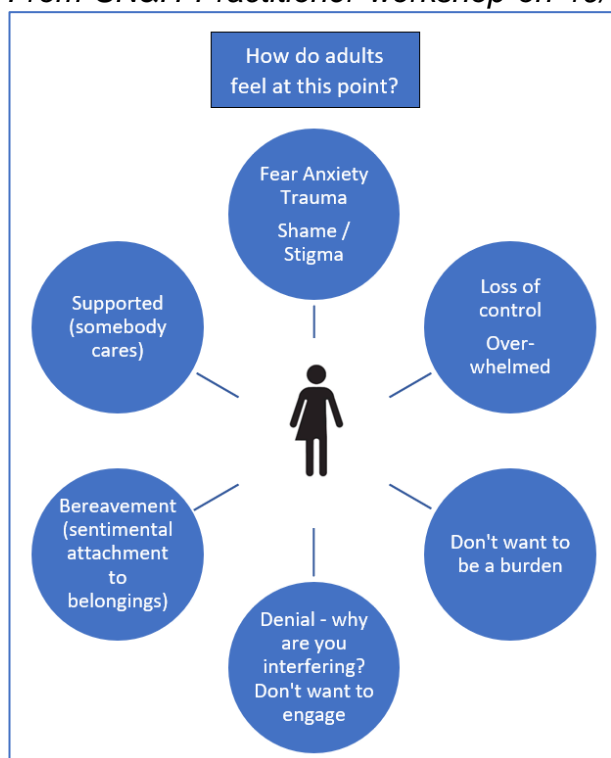 How do adults
feel at this point?
Fear Anxiety
Trauma
Shame /
Stigma
Loss of
control
Over-
whelmed
Don't want to
be a burden
Denial - why
are you
interfering?
Don't want to
engage
Bereavement
(sentimental
attachment
to
belongings)
Supported
(somebody
cares)